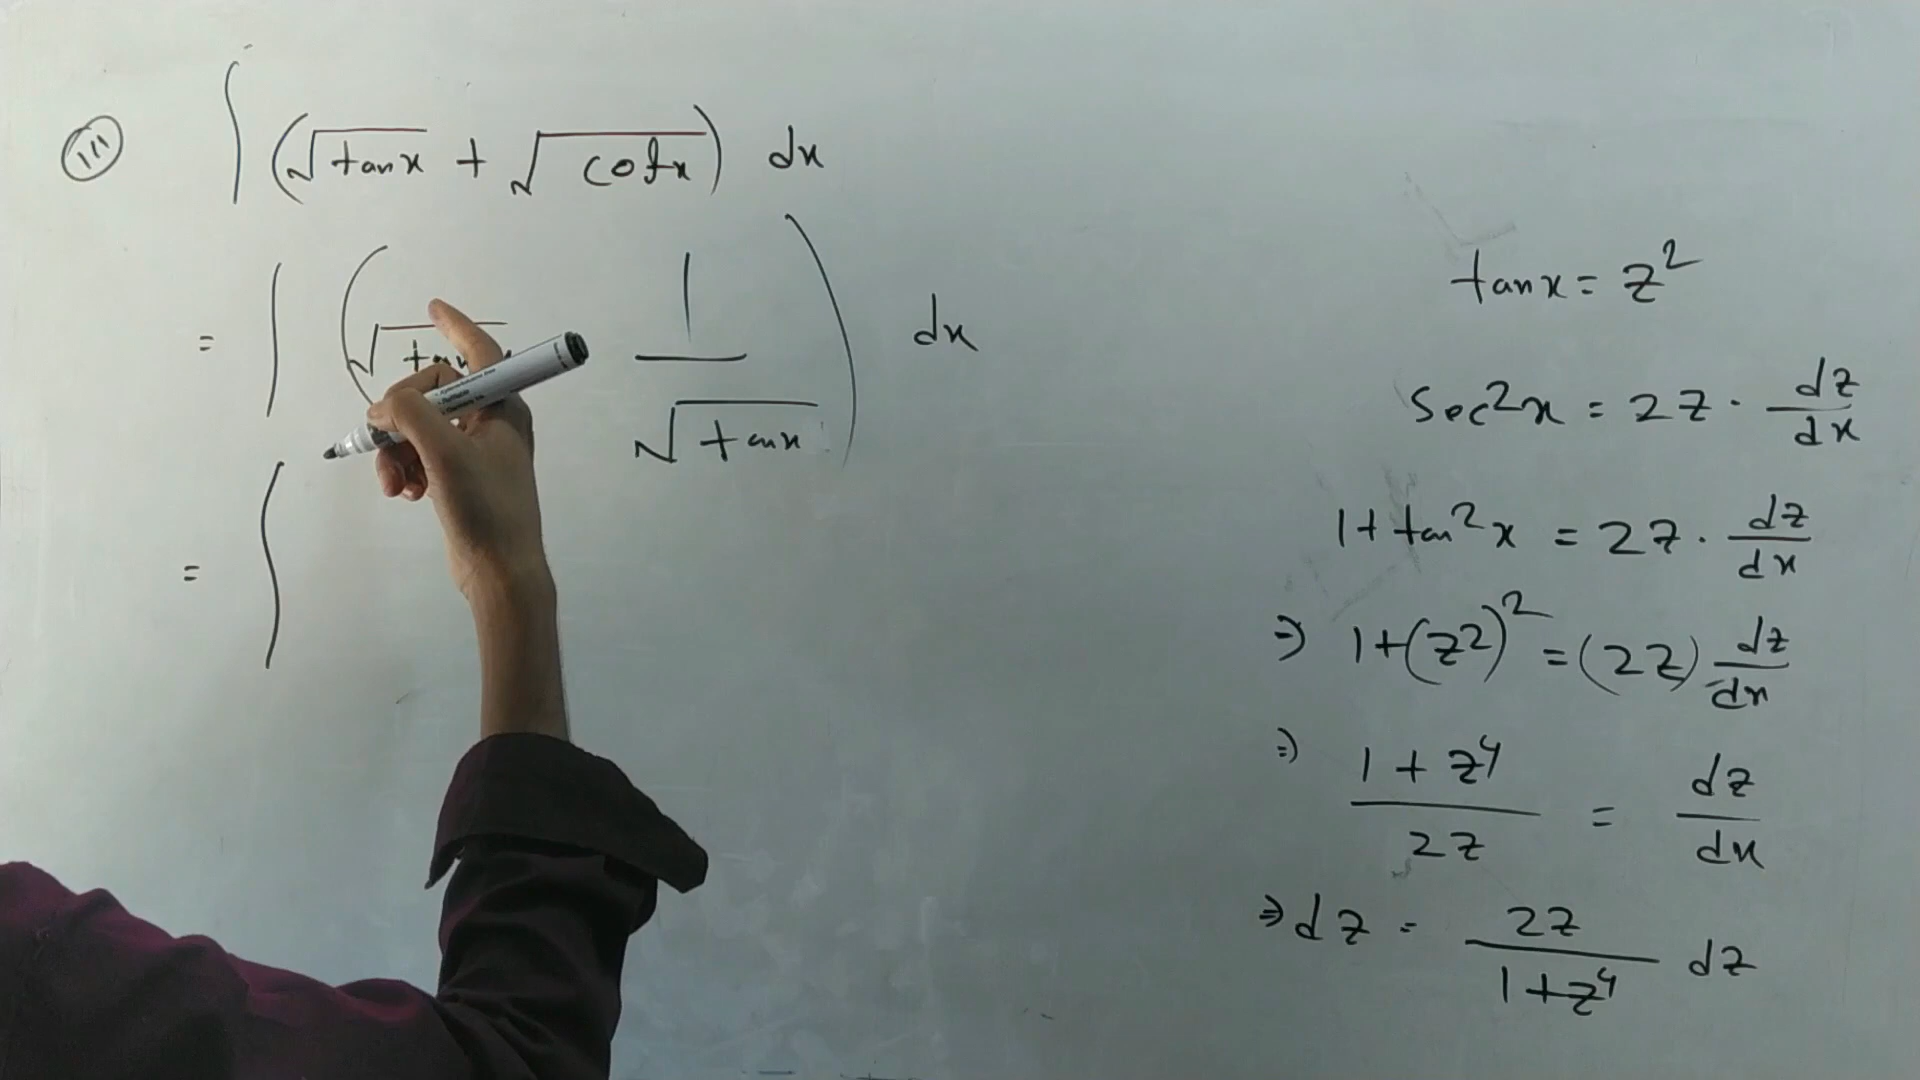 (iii) ∫ (√tanx + √cotx) dx
= ∫ (√tan 1/√tanx) dx
= ∫
tanx = z²
sec²x = 2z · dz/dx
1 + tan²x = 2z · dz/dx
⇒ 1+(z²)² = (2z) dz/dx
⇒ 1 + z⁴/2z = dz/dx
⇒ dz = 2z/1+z⁴ dz